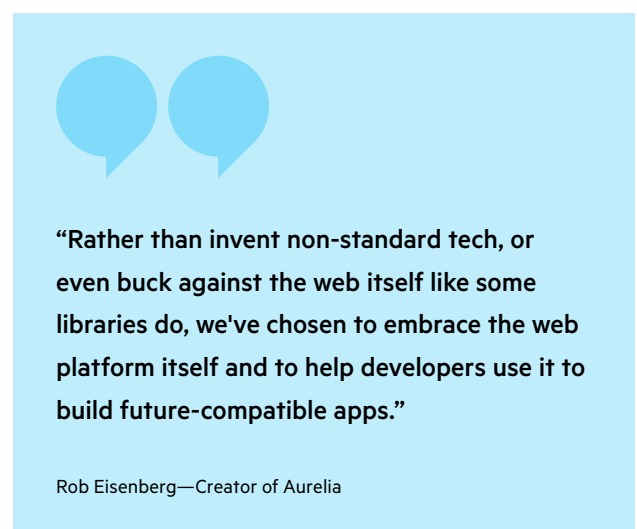 “Rather than invent non-standard tech, or
even buck against the web itself like some
libraries do, we've chosen to embrace the web
platform itself and to help developers use it to
build future-compatible apps.”
Rob Eisenberg—Creator of Aurelia